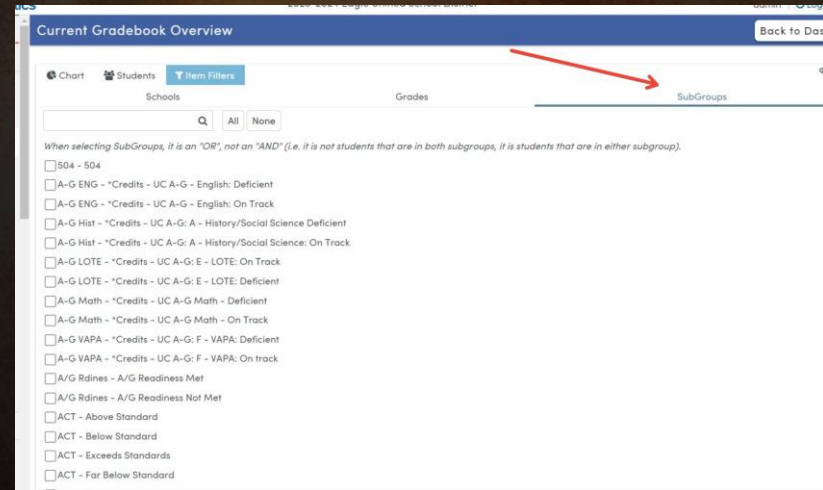 Current Gradebook Overview
Back to Das
Chart Students Item Filters
Schools Grades SubGroups
All None
When selecting SubGroups, it is an "OR", not an "AND" (i.e. it is not students that are in both subgroups, it is students that are in either subgroup).
504 - 504
A-G ENG - *Credits - UC A-G - English: Deficient
A-G ENG - *Credits - UC A-G - English: On Track
A-G Hist - *Credits - UC A-G: A - History/Social Science Deficient
A-G Hist - *Credits - UC A-G: A - History/Social Science: On Track
A-G LOTE - *Credits - UC A-G: E - LOTE: On Track
A-G LOTE - *Credits - UC A-G: E - LOTE: Deficient
A-G Math - *Credits - UC A-G Math - Deficient
A-G Math - *Credits - UC A-G Math - On Track
A-G VAPA - *Credits - UC A-G: F - VAPA: Deficient
A-G VAPA - *Credits - UC A-G: F - VAPA: On track
A/G Rdines - A/G Readiness Met
A/G Rdines - A/G Readiness Not Met
ACT - Above Standard
ACT - Below Standard
ACT - Exceeds Standards
ACT - Far Below Standard